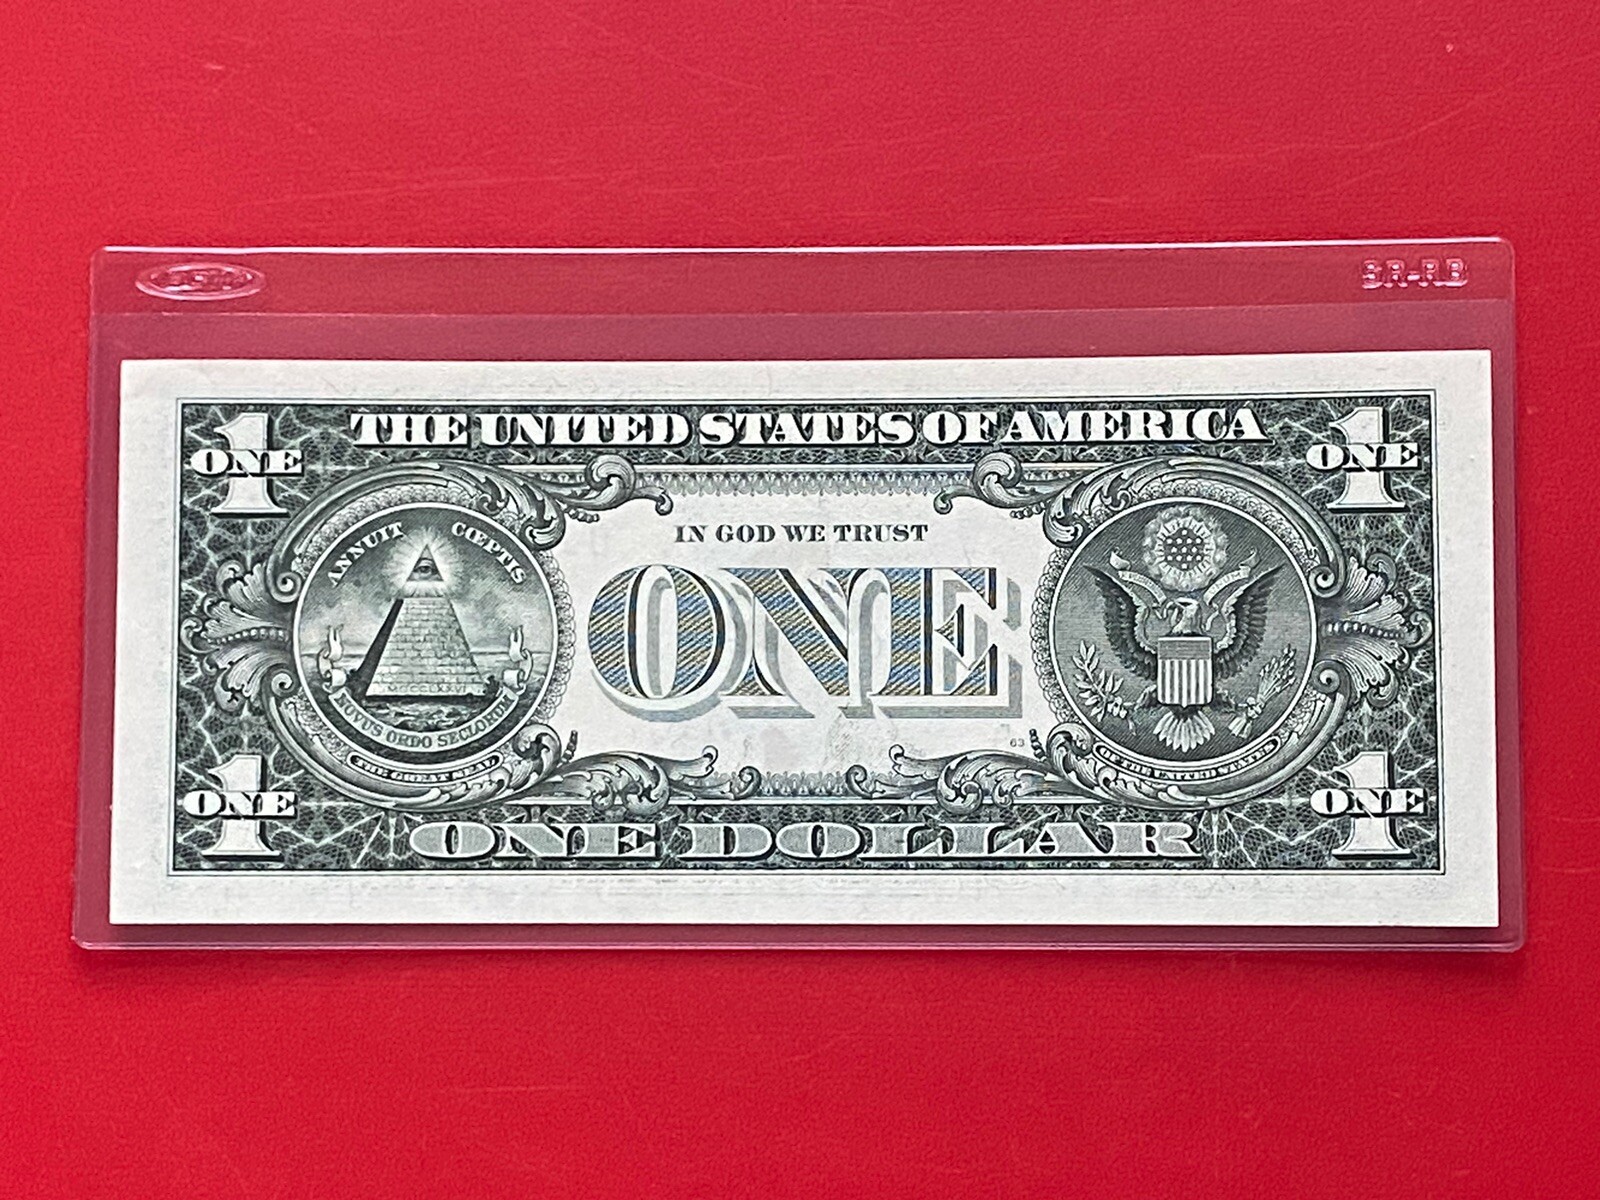 SR-RB
THE UNITED STATES OF AMERICA
1
ONE
1
ONE
ANNUIT CŒPTIS
MDCCLXXVI
NOVUS ORDO SECLORUM
THE GREAT SEAL
IN GOD WE TRUST
ONE
63
OF THE UNITED STATES
1
ONE
1
ONE
ONE DOLLAR